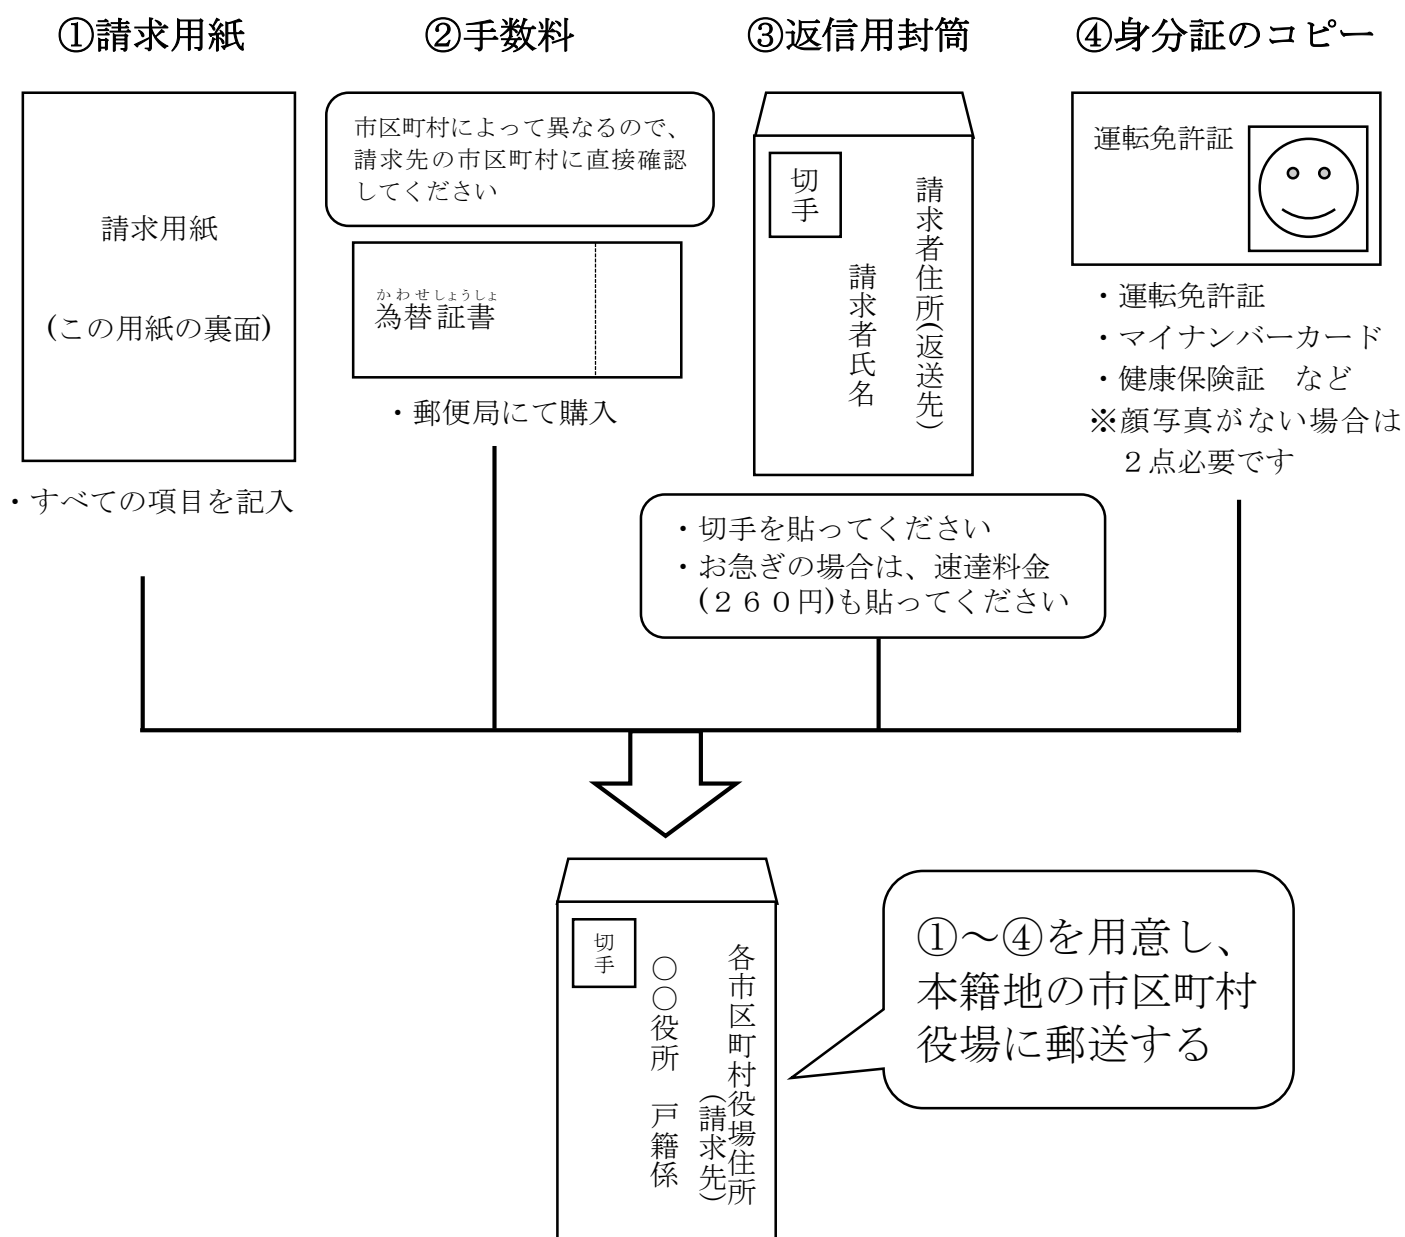 ①請求用紙
②手数料
③返信用封筒
④身分証のコピー
請求用紙
(この用紙の裏面)
・すべての項目を記入
市区町村によって異なるので、
請求先の市区町村に直接確認
してください
かわせしょうしょ
為替証書
・郵便局にて購入
切手
請求者住所(返送先)
請求者氏名
・切手を貼ってください
・お急ぎの場合は、速達料金
(２６０円)も貼ってください
運転免許証
・運転免許証
・マイナンバーカード
・健康保険証　など
※顔写真がない場合は
２点必要です
切手
各市区町村役場住所
(請求先)
○○役所　戸籍係
①～④を用意し、
本籍地の市区町村
役場に郵送する